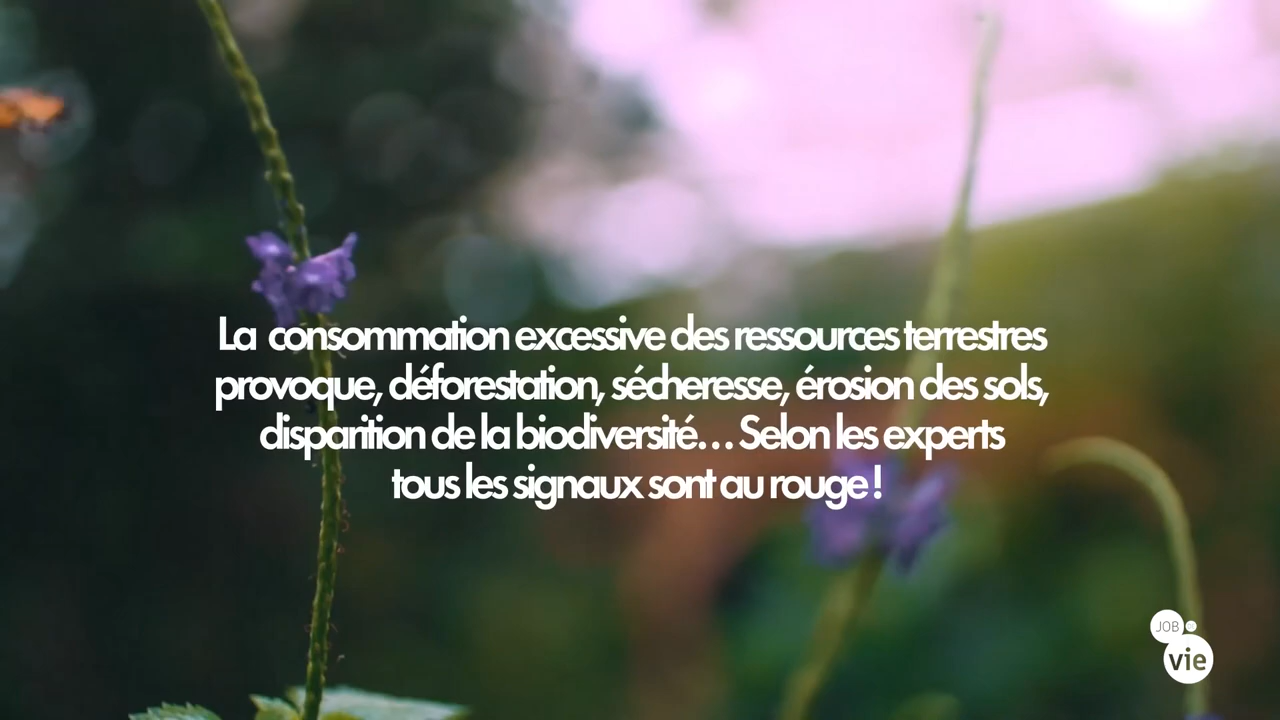 La consommation excessive des ressources terrestres
provoque, déforestation, sécheresse, érosion des sols,
disparition de la biodiversité... Selon les experts
tous les signaux sont au rouge !
JOB
vie